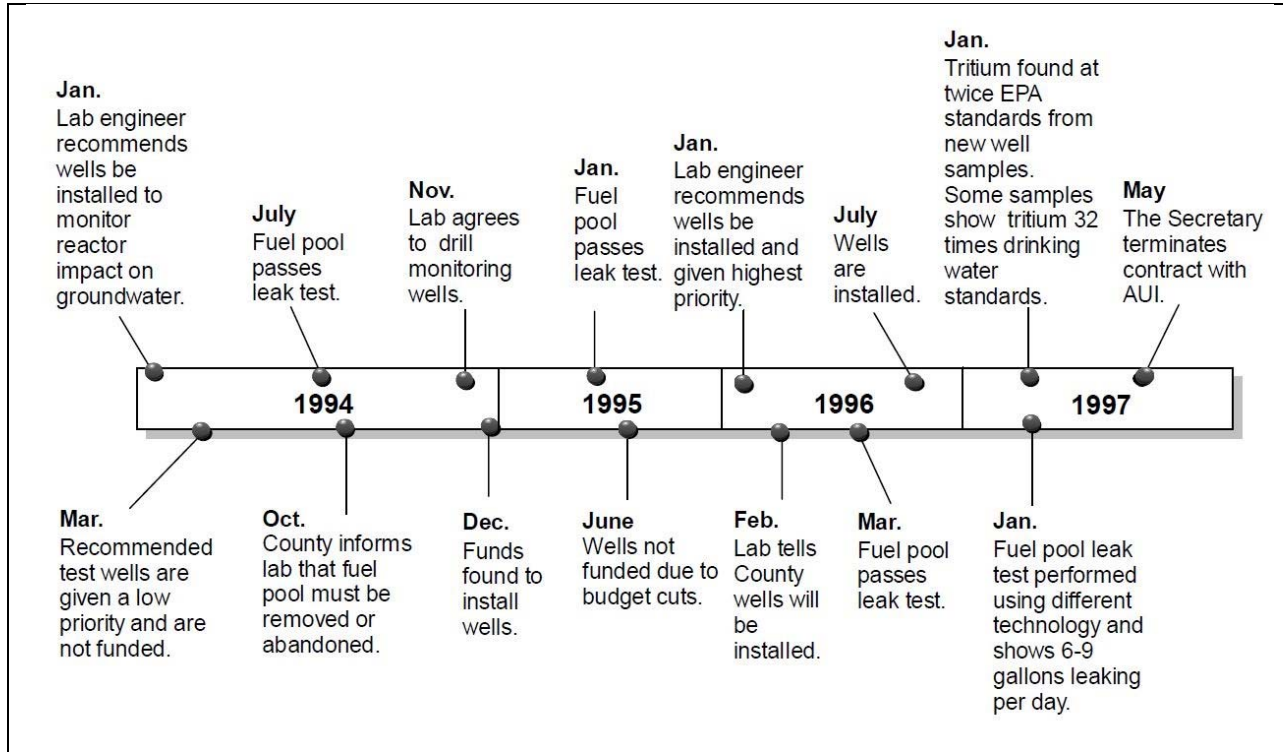 Jan.
Lab engineer
recommends
wells be
installed to
monitor
reactor
impact on
groundwater.
July
Fuel pool
passes
leak test.
Nov.
Lab agrees
to drill
monitoring
wells.
Jan.
Fuel
pool
passes
leak test.
Jan.
Lab engineer
recommends
wells be
installed and
given highest
priority.
July
Wells
are
installed.
Jan.
Tritium found at
twice EPA
standards from
new well
samples.
Some samples
show tritium 32
times drinking
water
standards.
May
The Secretary
terminates
contract with
AUI.
1994
1995
1996
1997
Mar.
Recommended
test wells are
given a low
priority and are
not funded.
Oct.
County informs
lab that fuel
pool must be
removed or
abandoned.
Dec.
Funds
found to
install
wells.
June
Wells not
funded due to
budget cuts.
Feb.
Lab tells
County
wells will
be
installed.
Mar.
Fuel pool
passes
leak test.
Jan.
Fuel pool leak
test performed
using different
technology and
shows 6-9
gallons leaking
per day.